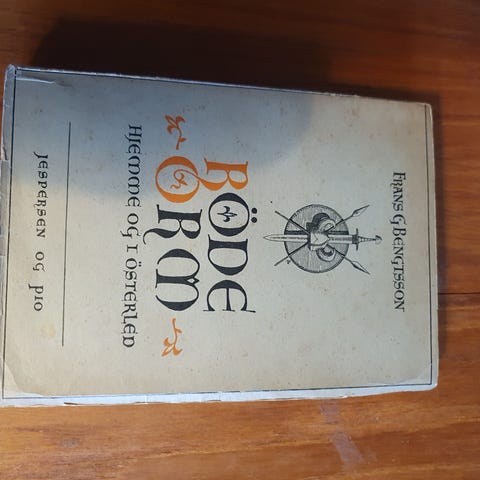 FRANS G BENGTSSON
RÖDE
ORM
HJEMME OG I ÖSTERLED
JESPERSEN OG PIO